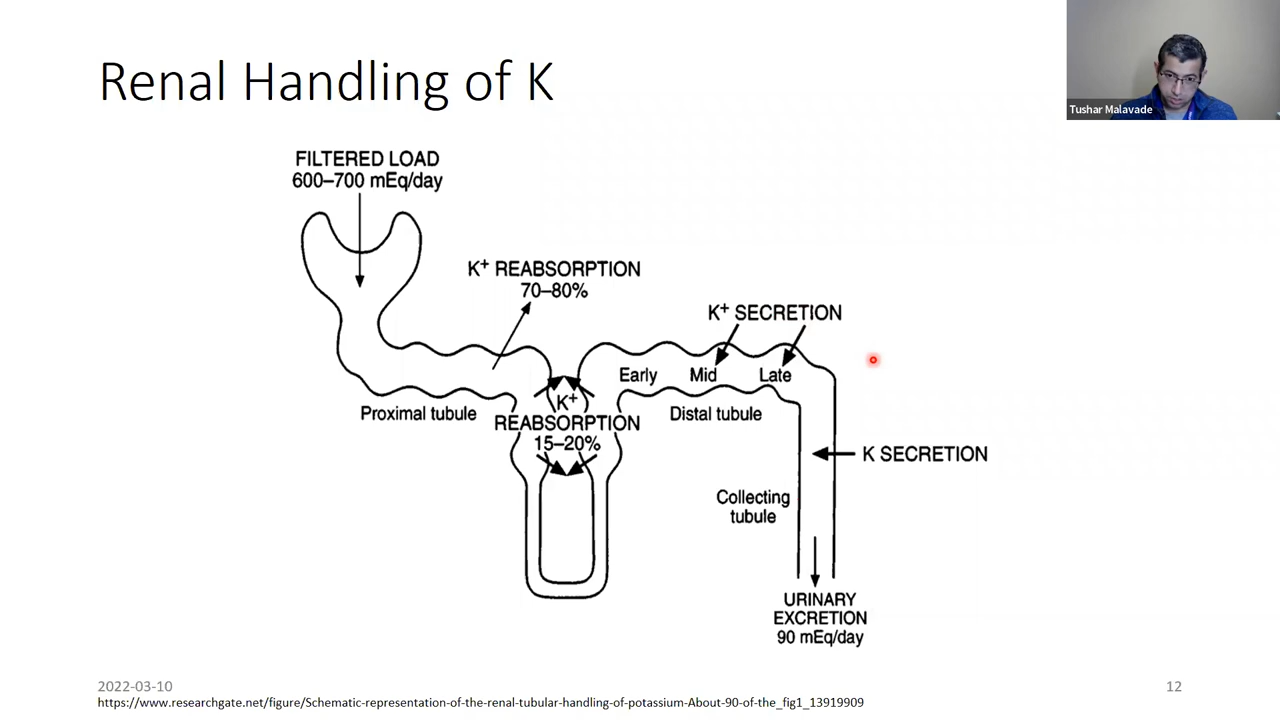 Renal Handling of K
Tushar Malavade
FILTERED LOAD
600–700 mEq/day
K+ REABSORPTION
70–80%
K+ SECRETION
Early Mid Late
K+
REABSORPTION
15–20%
Proximal tubule
Distal tubule
K SECRETION
Collecting
tubule
URINARY
EXCRETION
90 mEq/day
2022-03-10
12
https://www.researchgate.net/figure/Schematic-representation-of-the-renal-tubular-handling-of-potassium-About-90-of-the_fig1_13919909